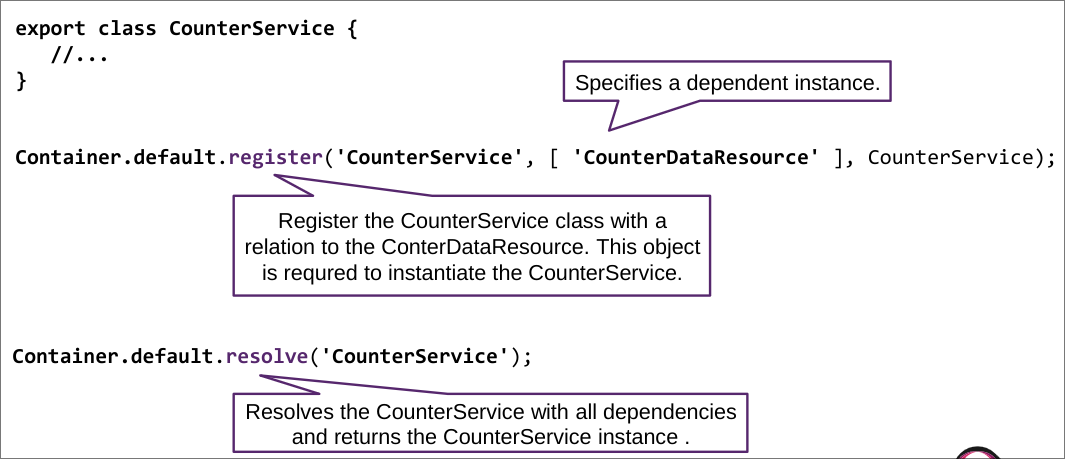 export class CounterService {
//...
}
Specifies a dependent instance.
Container.default.register('CounterService', [ 'CounterDataResource' ], CounterService);
Register the CounterService class with a
relation to the ConterDataResource. This object
is requred to instantiate the CounterService.
Container.default.resolve('CounterService');
Resolves the CounterService with all dependencies
and returns the CounterService instance .